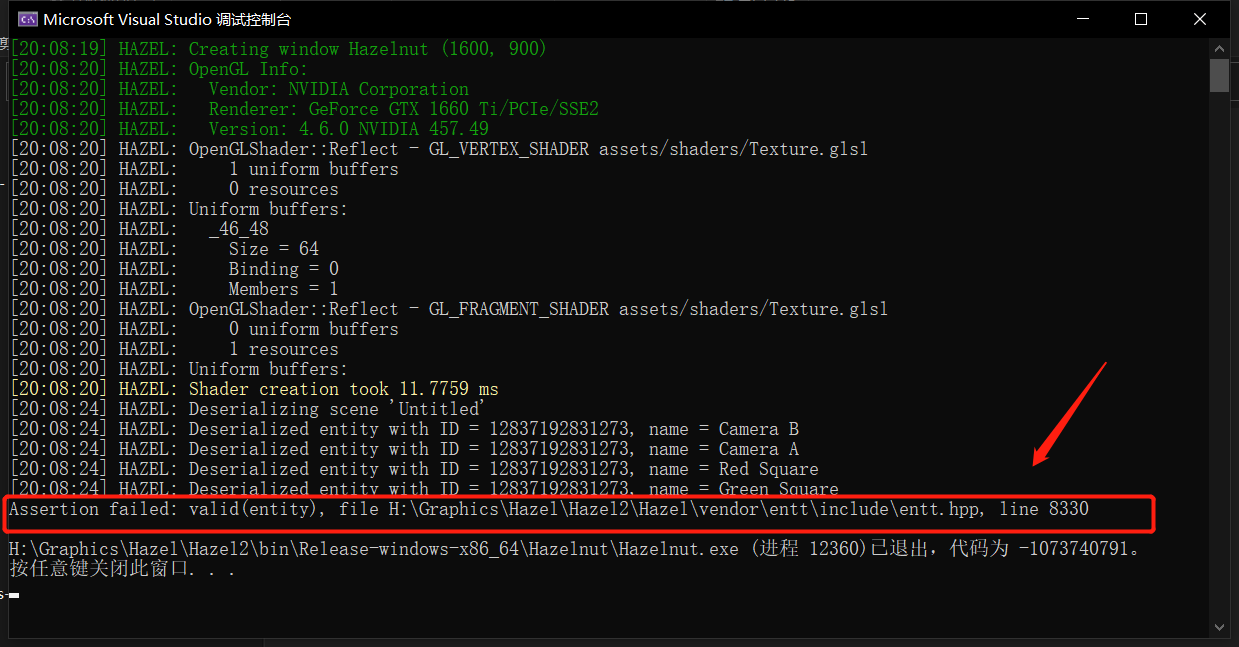 Microsoft Visual Studio 调试控制台
[20:08:19] HAZEL: Creating window Hazelnut (1600, 900)
[20:08:20] HAZEL: OpenGL Info:
[20:08:20] HAZEL:   Vendor: NVIDIA Corporation
[20:08:20] HAZEL:   Renderer: GeForce GTX 1660 Ti/PCIe/SSE2
[20:08:20] HAZEL:   Version: 4.6.0 NVIDIA 457.49
[20:08:20] HAZEL: OpenGLShader::Reflect - GL_VERTEX_SHADER assets/shaders/Texture.glsl
[20:08:20] HAZEL:     1 uniform buffers
[20:08:20] HAZEL:     0 resources
[20:08:20] HAZEL: Uniform buffers:
[20:08:20] HAZEL:   _46_48
[20:08:20] HAZEL:     Size = 64
[20:08:20] HAZEL:     Binding = 0
[20:08:20] HAZEL:     Members = 1
[20:08:20] HAZEL: OpenGLShader::Reflect - GL_FRAGMENT_SHADER assets/shaders/Texture.glsl
[20:08:20] HAZEL:     0 uniform buffers
[20:08:20] HAZEL:     1 resources
[20:08:20] HAZEL: Uniform buffers:
[20:08:20] HAZEL: Shader creation took 11.7759 ms
[20:08:24] HAZEL: Deserializing scene 'Untitled'
[20:08:24] HAZEL: Deserialized entity with ID = 12837192831273, name = Camera B
[20:08:24] HAZEL: Deserialized entity with ID = 12837192831273, name = Camera A
[20:08:24] HAZEL: Deserialized entity with ID = 12837192831273, name = Red Square
[20:08:24] HAZEL: Deserialized entity with ID = 12837192831273, name = Green Square
Assertion failed: valid(entity), file H:\Graphics\Hazel\Hazel2\Hazel\vendor\entt\include\entt.hpp, line 8330
H:\Graphics\Hazel\Hazel2\bin\Release-windows-x86_64\Hazelnut\Hazelnut.exe (进程 12360)已退出，代码为 -1073740791。
按任意键关闭此窗口. . .